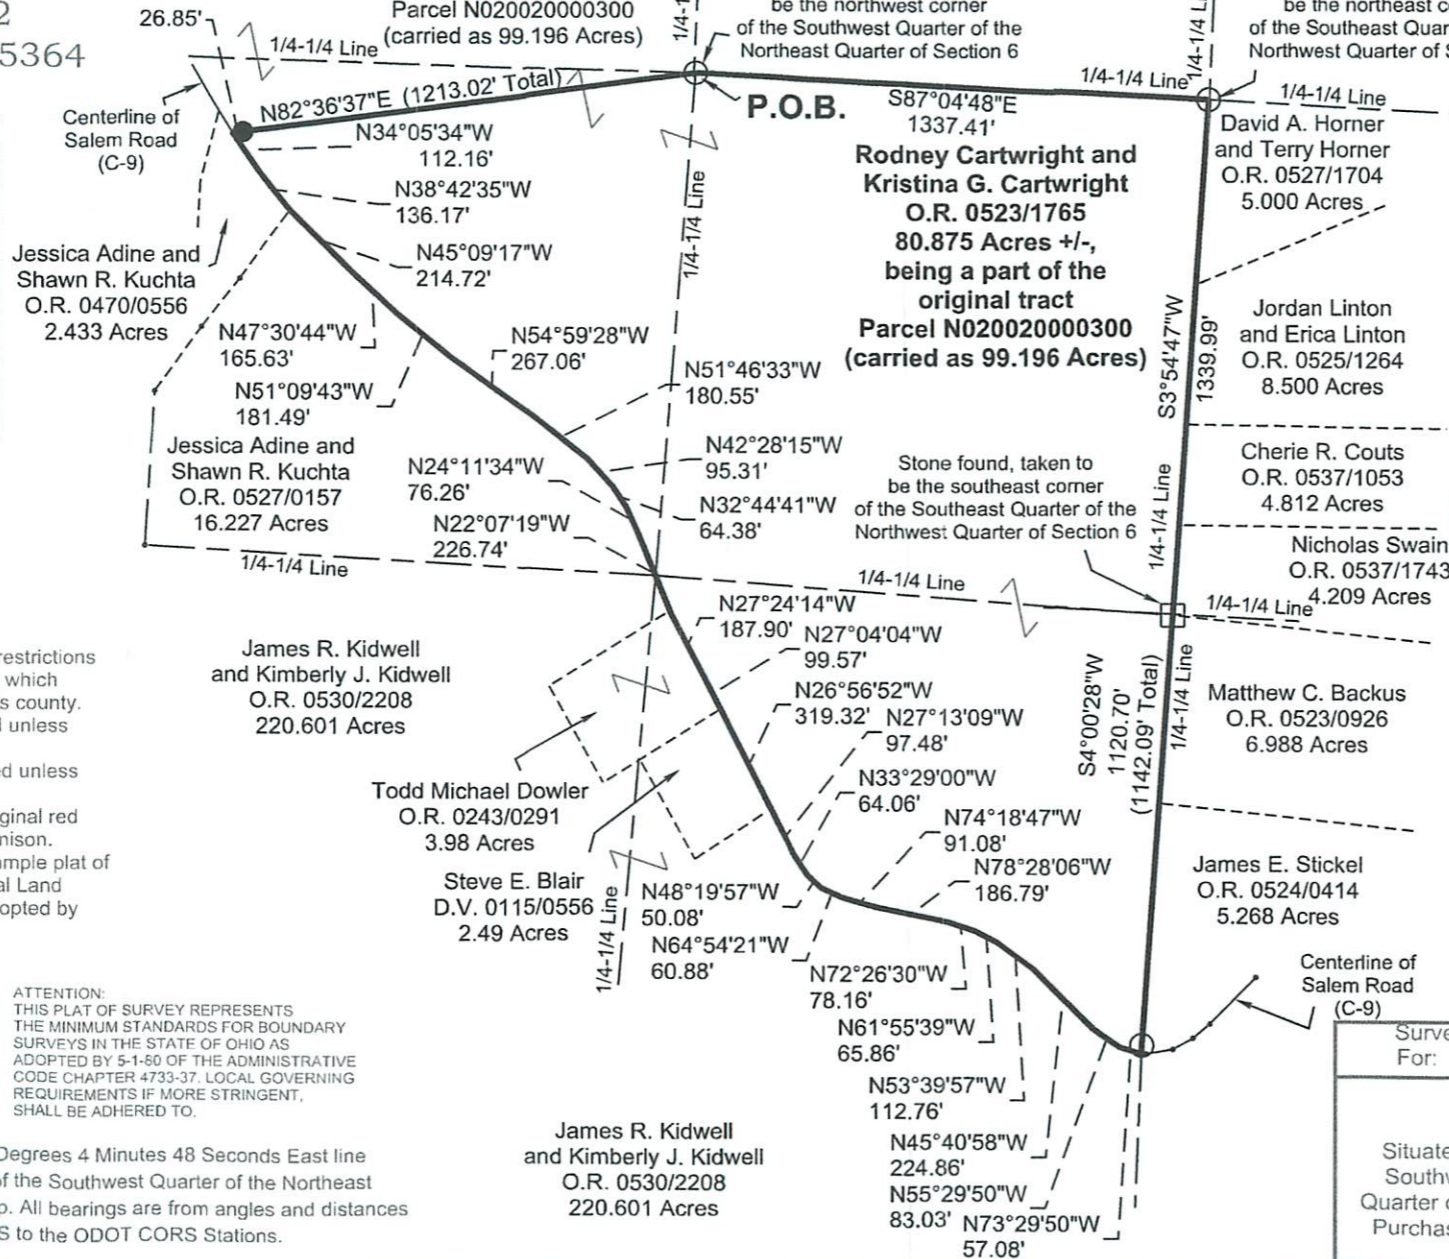 2
5364
26.85'
Parcel N020020000300
(carried as 99.196 Acres)
1/4-1/4 Line
be the northwest corner
of the Southwest Quarter of the
Northeast Quarter of Section 6
be the northeast
of the Southeast
Northwest Quarter of
1/4-1/4 Line
1/4-1/4 Line
Centerline of
Salem Road
(C-9)
N82°36'37"E (1213.02' Total)
P.O.B.
S87°04'48"E
1337.41'
N34°05'34"W
112.16'
N38°42'35"W
136.17'
N45°09'17"W
214.72'
1/4-1/4 Line
Rodney Cartwright and
Kristina G. Cartwright
O.R. 0523/1765
80.875 Acres +/-,
being a part of the
original tract
Parcel N020020000300
(carried as 99.196 Acres)
David A. Horner
and Terry Horner
O.R. 0527/1704
5.000 Acres
Jessica Adine and
Shawn R. Kuchta
O.R. 0470/0556
2.433 Acres
N47°30'44"W
165.63'
N51°09'43"W
181.49'
N54°59'28"W
267.06'
N51°46'33"W
180.55'
S3°54'47"W
1339.99'
Jordan Linton
and Erica Linton
O.R. 0525/1264
8.500 Acres
Jessica Adine and
Shawn R. Kuchta
O.R. 0527/0157
16.227 Acres
N24°11'34"W
76.26'
N22°07'19"W
226.74'
N42°28'15"W
95.31'
N32°44'41"W
64.38'
Stone found, taken to
be the southeast corner
of the Southeast Quarter of the
Northwest Quarter of Section 6
1/4-1/4 Line
Cherie R. Couts
O.R. 0537/1053
4.812 Acres
Nicholas Swain
O.R. 0537/1743
4.209 Acres
1/4-1/4 Line
1/4-1/4 Line
1/4-1/4 Line
James R. Kidwell
and Kimberly J. Kidwell
O.R. 0530/2208
220.601 Acres
N27°24'14"W
187.90'
N27°04'04"W
99.57'
N26°56'52"W
319.32'
N27°13'09"W
97.48'
N33°29'00"W
64.06'
S4°00'28"W
1120.70'
(1142.09' Total)
1/4-1/4 Line
Matthew C. Backus
O.R. 0523/0926
6.988 Acres
restrictions
which
s county.
unless
ed unless
ginal red
nison.
ample plat of
al Land
opted by
Todd Michael Dowler
O.R. 0243/0291
3.98 Acres
Steve E. Blair
D.V. 0115/0556
2.49 Acres
1/4-1/4 Line
N74°18'47"W
91.08'
N78°28'06"W
186.79'
N48°19'57"W
50.08'
N64°54'21"W
60.88'
N72°26'30"W
78.16'
N61°55'39"W
65.86'
N53°39'57"W
112.76'
N45°40'58"W
224.86'
N55°29'50"W
83.03'
N73°29'50"W
57.08'
James E. Stickel
O.R. 0524/0414
5.268 Acres
Centerline of
Salem Road
(C-9)
ATTENTION:
THIS PLAT OF SURVEY REPRESENTS
THE MINIMUM STANDARDS FOR BOUNDARY
SURVEYS IN THE STATE OF OHIO AS
ADOPTED BY 5-1-80 OF THE ADMINISTRATIVE
CODE CHAPTER 4733-37. LOCAL GOVERNING
REQUIREMENTS IF MORE STRINGENT,
SHALL BE ADHERED TO.
Degrees 4 Minutes 48 Seconds East line
of the Southwest Quarter of the Northeast
p. All bearings are from angles and distances
S to the ODOT CORS Stations.
James R. Kidwell
and Kimberly J. Kidwell
O.R. 0530/2208
220.601 Acres
Surve
For:
Situate
Southw
Quarter
Purchas